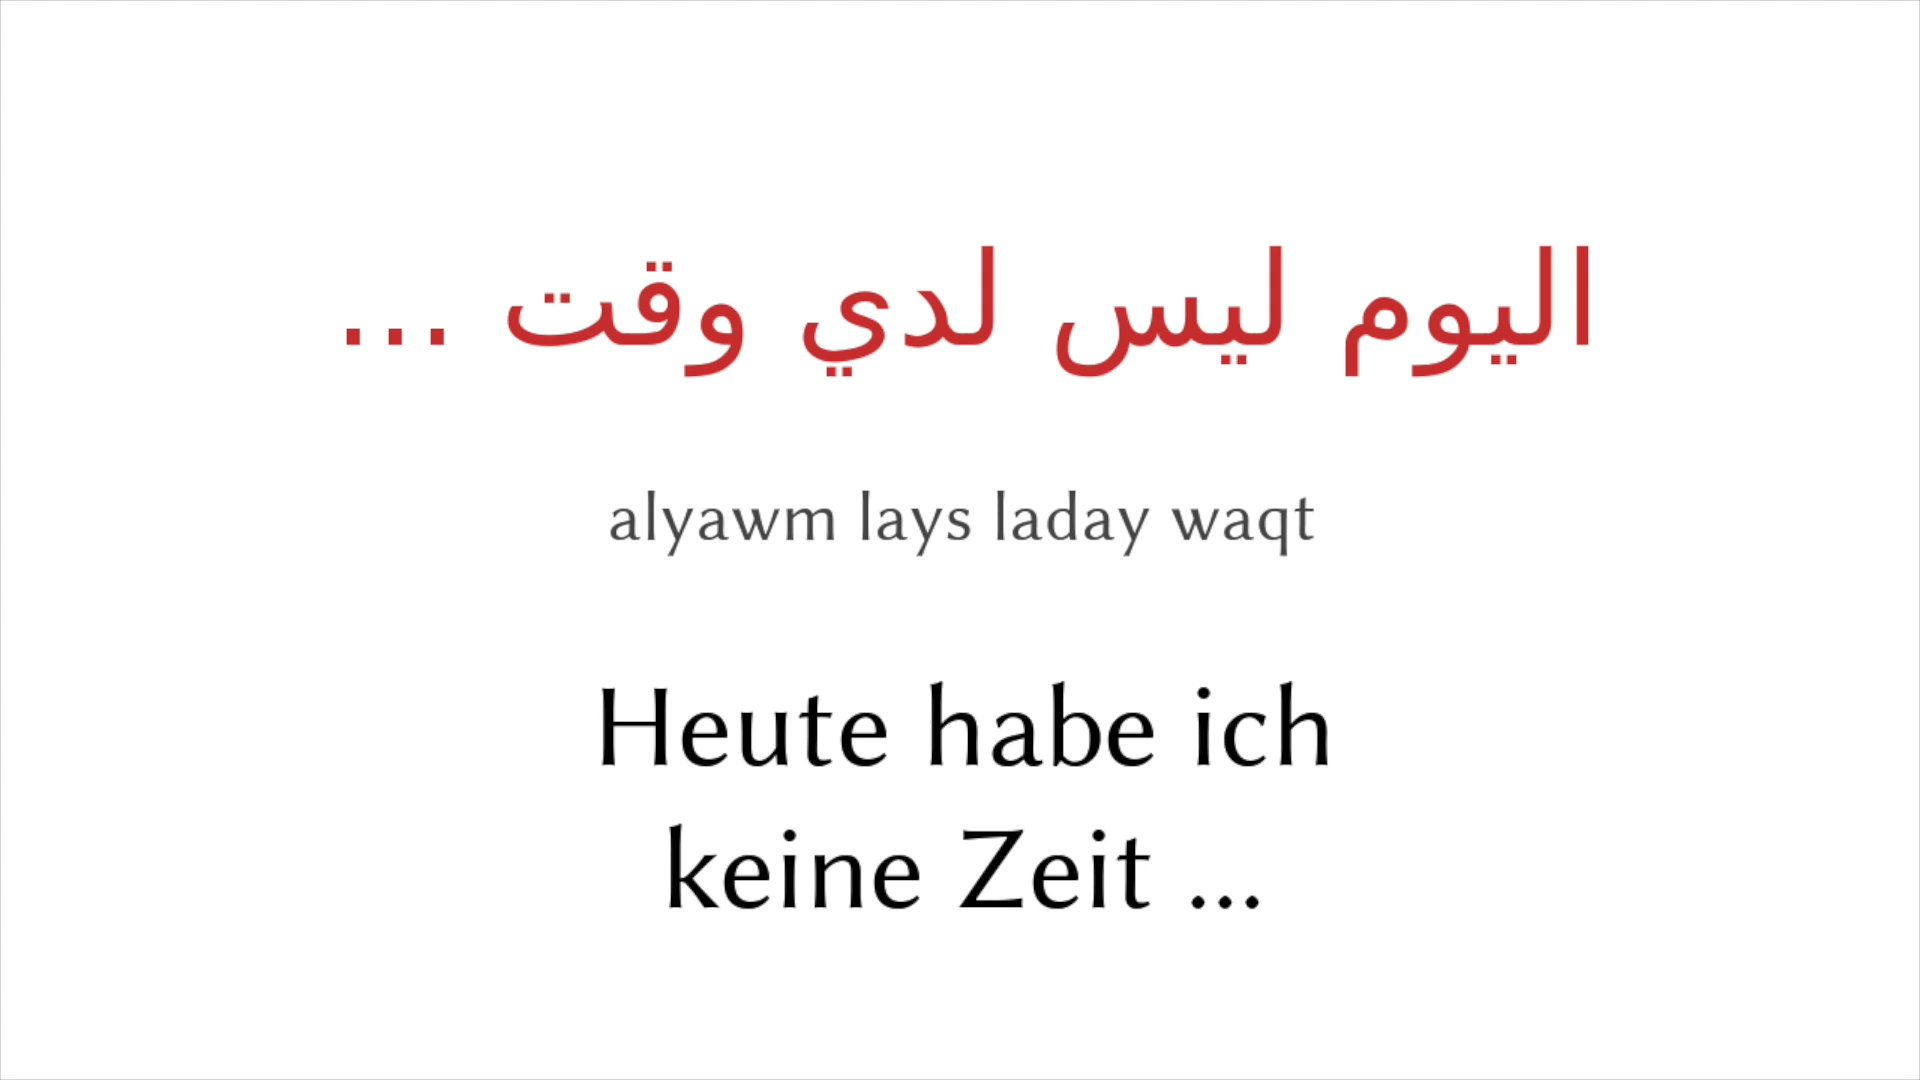 اليوم ليس لدي وقت ...
alyawm lays laday waqt
Heute habe ich
keine Zeit ...